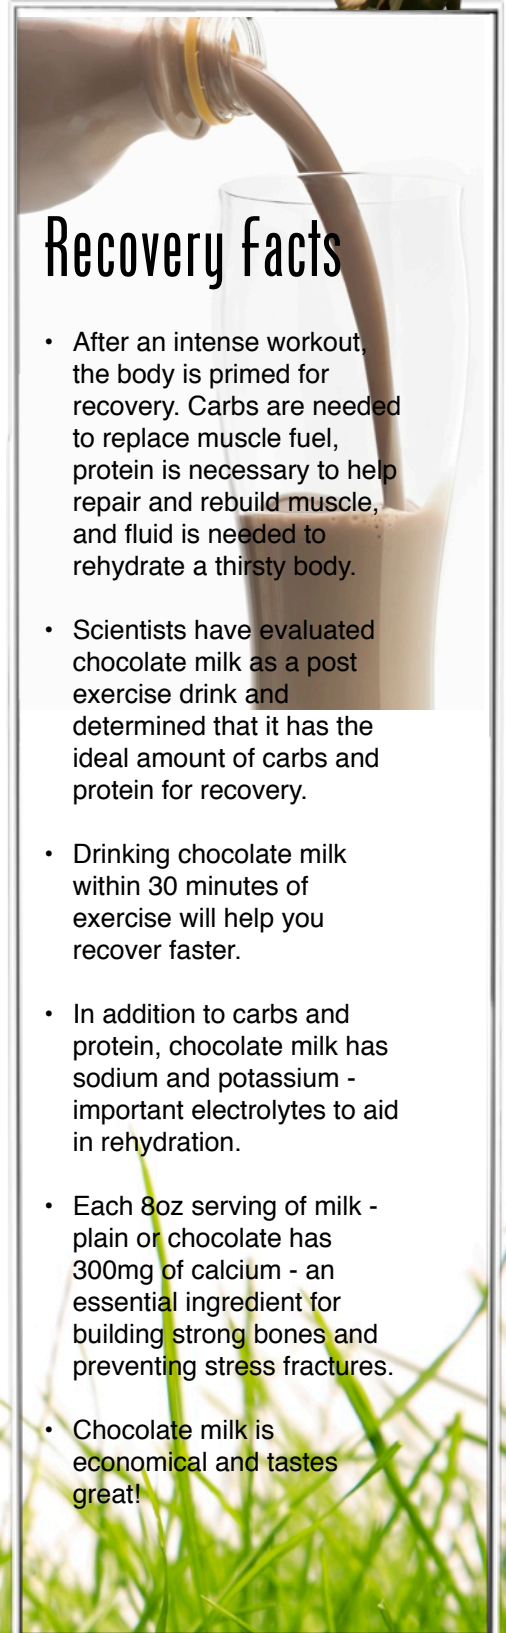 Recovery Facts
• After an intense workout,
the body is primed for
recovery. Carbs are needed
to replace muscle fuel,
protein is necessary to help
repair and rebuild muscle,
and fluid is needed to
rehydrate a thirsty body.
• Scientists have evaluated
chocolate milk as a post
exercise drink and
determined that it has the
ideal amount of carbs and
protein for recovery.
• Drinking chocolate milk
within 30 minutes of
exercise will help you
recover faster.
• In addition to carbs and
protein, chocolate milk has
sodium and potassium -
important electrolytes to aid
in rehydration.
• Each 8oz serving of milk -
plain or chocolate has
300mg of calcium - an
essential ingredient for
building strong bones and
preventing stress fractures.
• Chocolate milk is
economical and tastes
great!